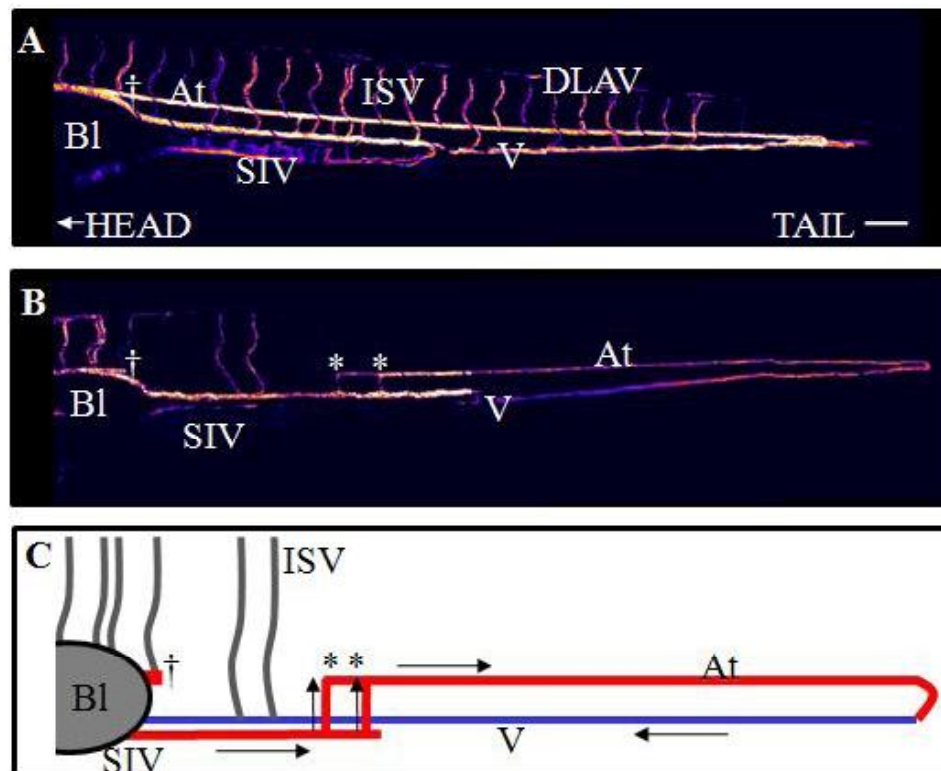 A
† At ISV DLAV
Bl
SIV V
←HEAD TAIL
B
† * * At
Bl
SIV V
C
ISV
† * * At
Bl
SIV V